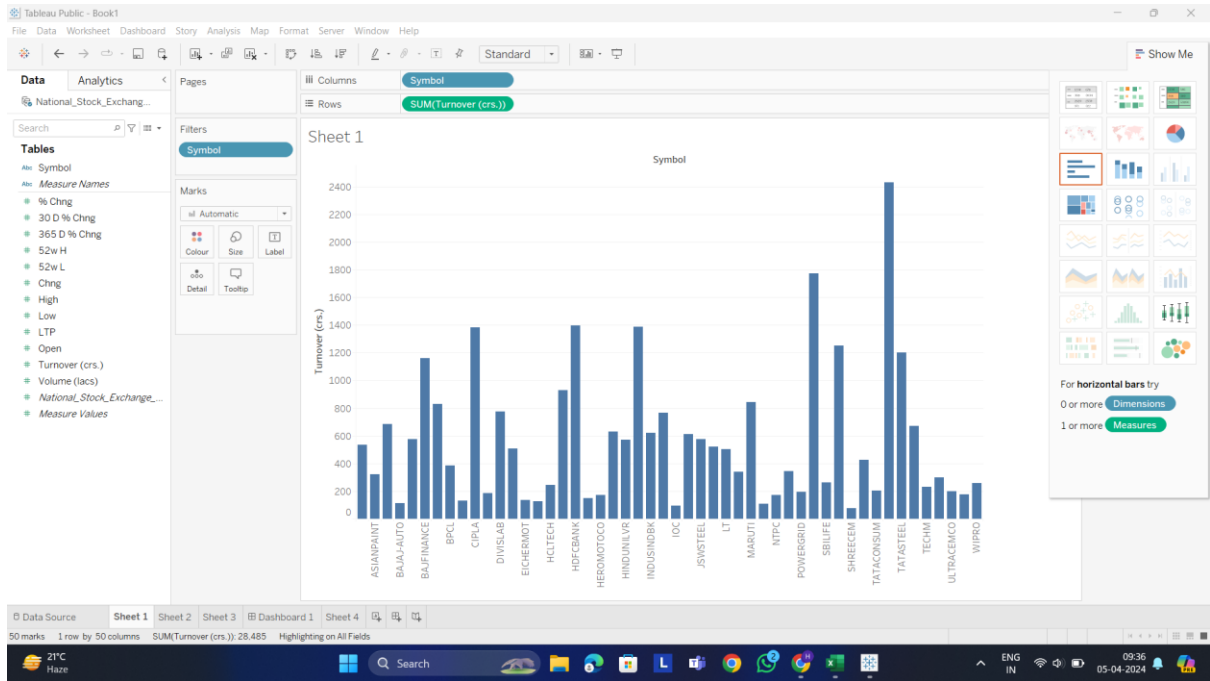 Tableau Public - Book1
File Data Worksheet Dashboard Story Analysis Map Format Server Window Help
Standard
Show Me
Data
Analytics
Pages
Columns
Symbol
National_Stock_Exchang...
Rows
SUM(Turnover (crs.))
Search
Filters
Symbol
Sheet 1
Tables
Abc Symbol
Abc Measure Names
# % Chng
# 30 D % Chng
# 365 D % Chng
# 52w H
# 52w L
# Chng
# High
# Low
# LTP
# Open
# Turnover (crs.)
# Volume (lacs)
# National_Stock_Exchange_...
# Measure Values
Marks
Automatic
Colour
Size
Label
Detail
Tooltip
Symbol
Turnover (crs.)
2400
2200
2000
1800
1600
1400
1200
1000
800
600
400
200
0
ASIANPAINT
BAJAJ-AUTO
BAJFINANCE
BPCL
CIPLA
DIVISLAB
EICHERMOT
HCLTECH
HDFCBANK
HEROMOTOCO
HINDUNILVR
INDUSINDBK
IOC
JSWSTEEL
LT
MARUTI
NTPC
POWERGRID
SBILIFE
SHREECEM
TATACONSUM
TATASTEEL
TECHM
ULTRACEMCO
WIPRO
For horizontal bars try
0 or more Dimensions
1 or more Measures
Data Source
Sheet 1
Sheet 2
Sheet 3
Dashboard 1
Sheet 4
50 marks 1 row by 50 columns SUM(Turnover (crs.)): 28.485 Highlighting on All Fields
21°C
Haze
Search
L
2
ENG
IN
09:36
05-04-2024